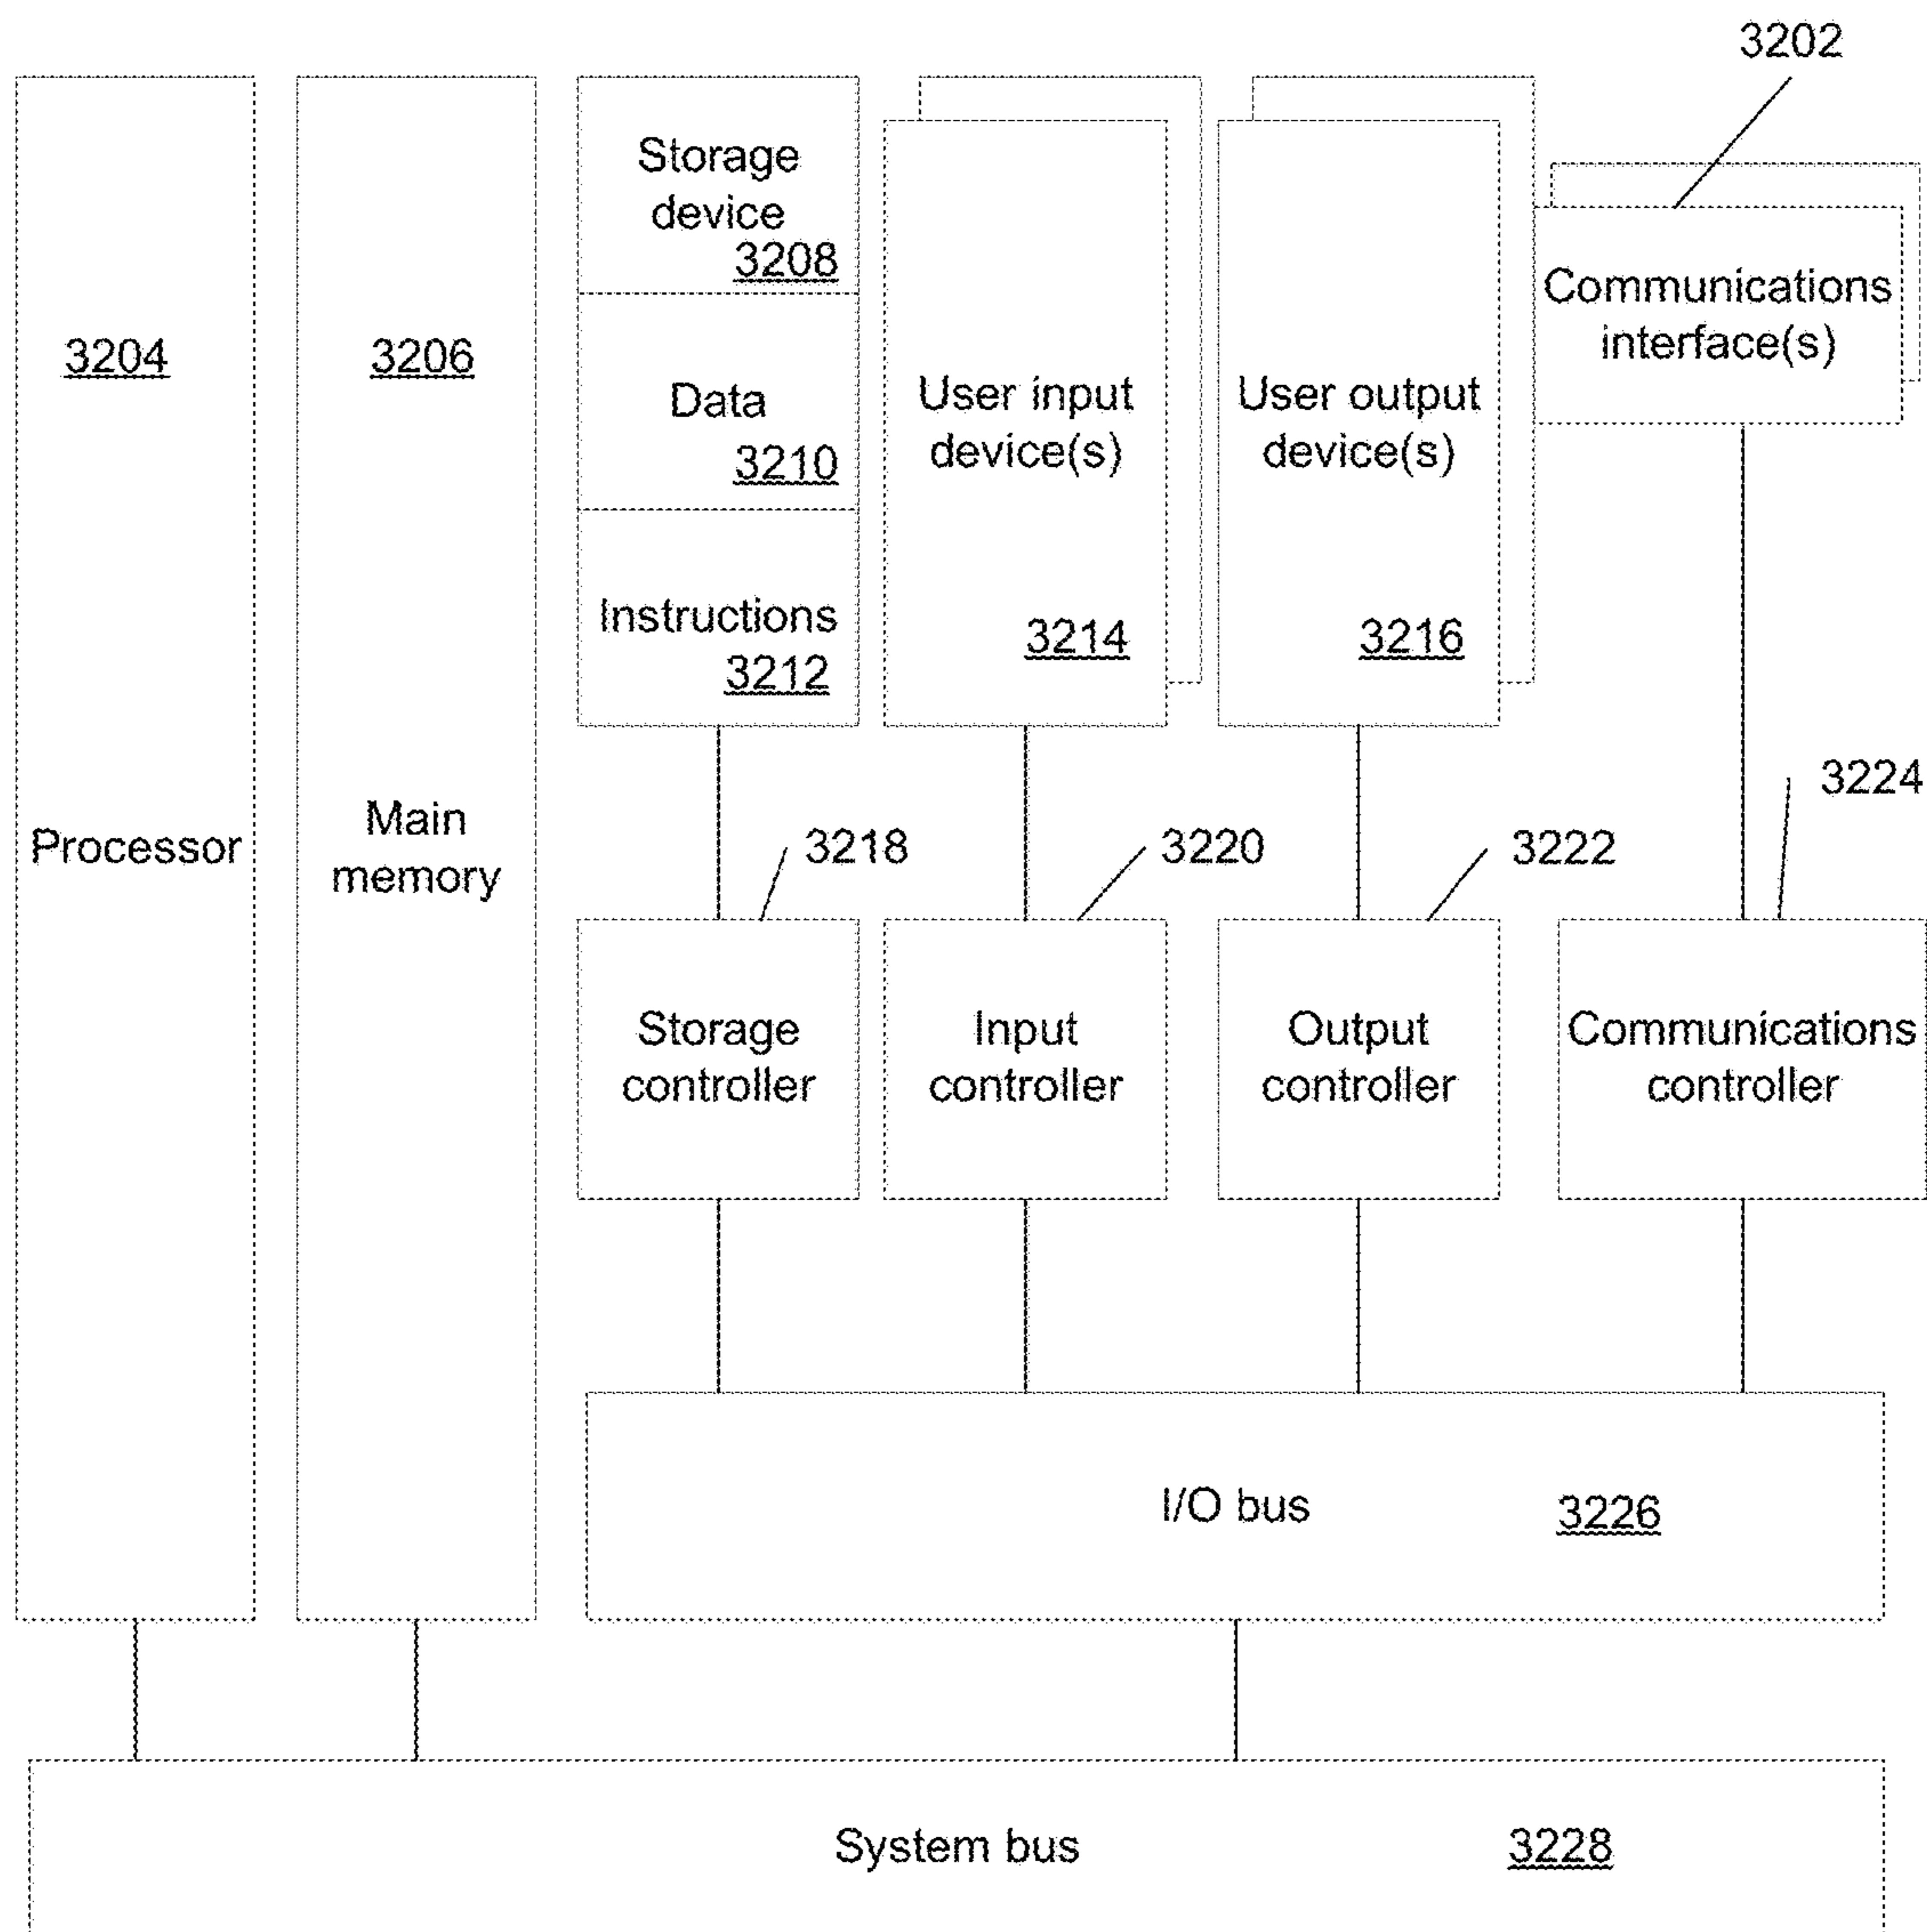 3202
Storage
device
3208
Communications
interface(s)
3204
3206
Data
3210
User input
device(s)
User output
device(s)
Instructions
3212
3214
3216
3224
Processor
Main
memory
3218
3220
3222
Storage
controller
Input
controller
Output
controller
Communications
controller
I/O bus
3226
System bus
3228